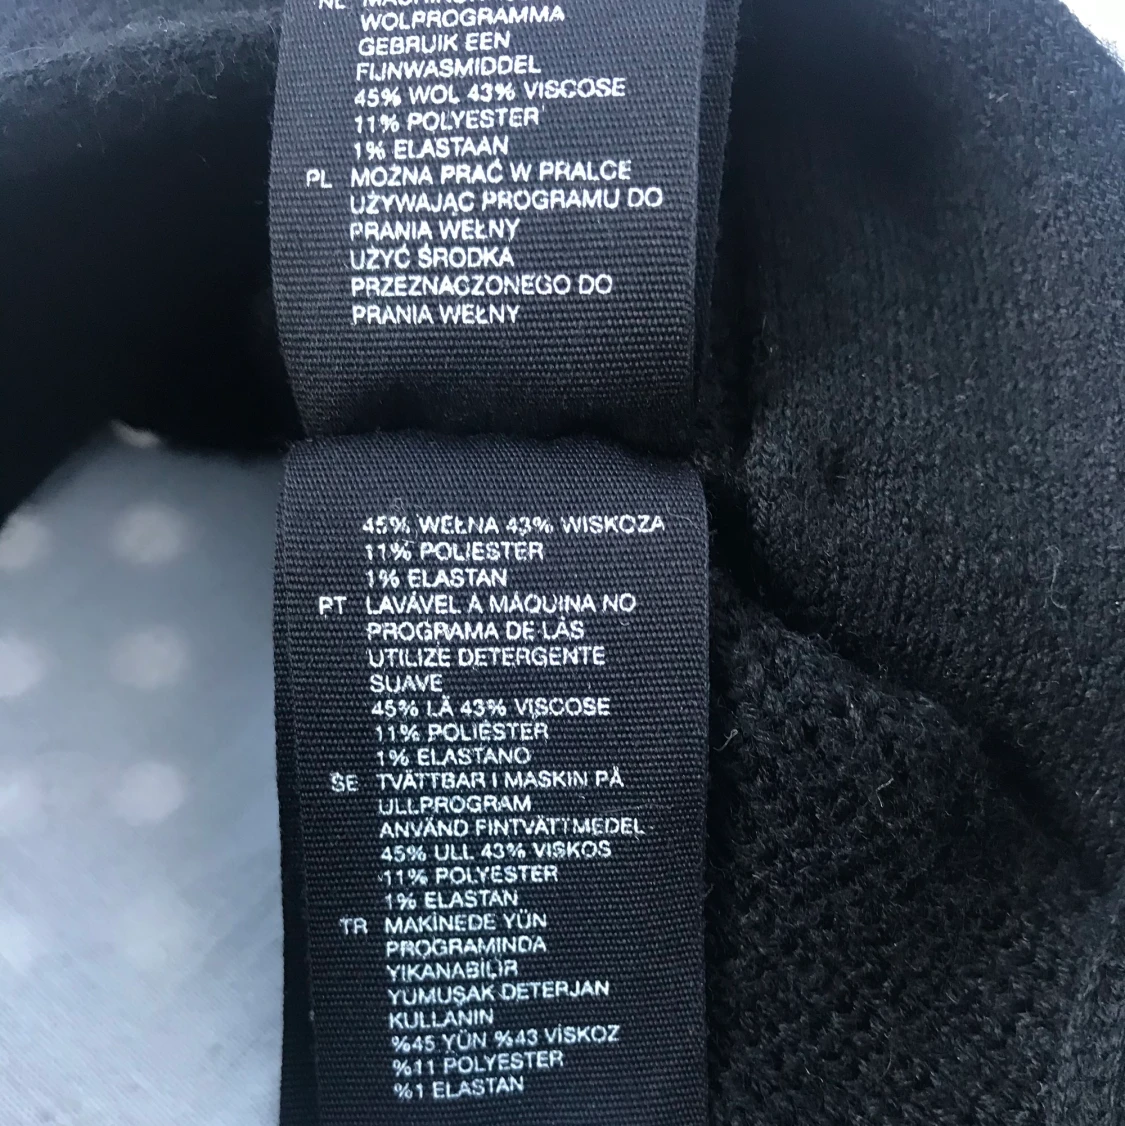 NL
WOLPROGRAMMA
GEBRUIK EEN
FIJNWASMIDDEL
45% WOL 43% VISCOSE
11% POLYESTER
1% ELASTAAN
PL MOŻNA PRAĆ W PRALCE
UŻYWAJĄC PROGRAMU DO
PRANIA WEŁNY
UŻYĆ ŚRODKA
PRZEZNACZONEGO DO
PRANIA WEŁNY
45% WEŁNA 43% WISKOZA
11% POLIESTER
1% ELASTAN
PT LAVÁVEL À MÁQUINA NO
PROGRAMA DE LÃS
UTILIZE DETERGENTE
SUAVE
45% LÃ 43% VISCOSE
11% POLIÉSTER
1% ELASTANO
SE TVÄTTBAR I MASKIN PÅ
ULLPROGRAM
ANVÄND FINTVÄTTMEDEL
45% ULL 43% VISKOS
11% POLYESTER
1% ELASTAN
TR MAKİNEDE YÜN
PROGRAMINDA
YIKANABİLİR
YUMUŞAK DETERJAN
KULLANIN
%45 YÜN %43 VİSKOZ
%11 POLYESTER
%1 ELASTAN